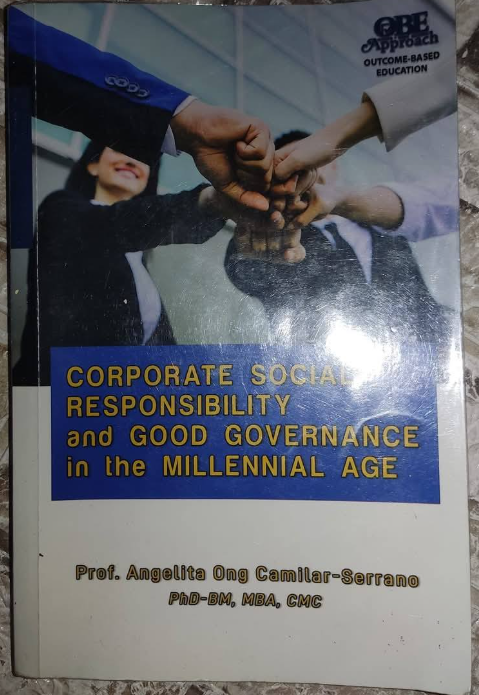 OBE
Approach
OUTCOME-BASED
EDUCATION
CORPORATE SOCIAL
RESPONSIBILITY
and GOOD GOVERNANCE
in the MILLENNIAL AGE
Prof. Angelita Ong Camilar-Serrano
PhD-BM, MBA, CMC